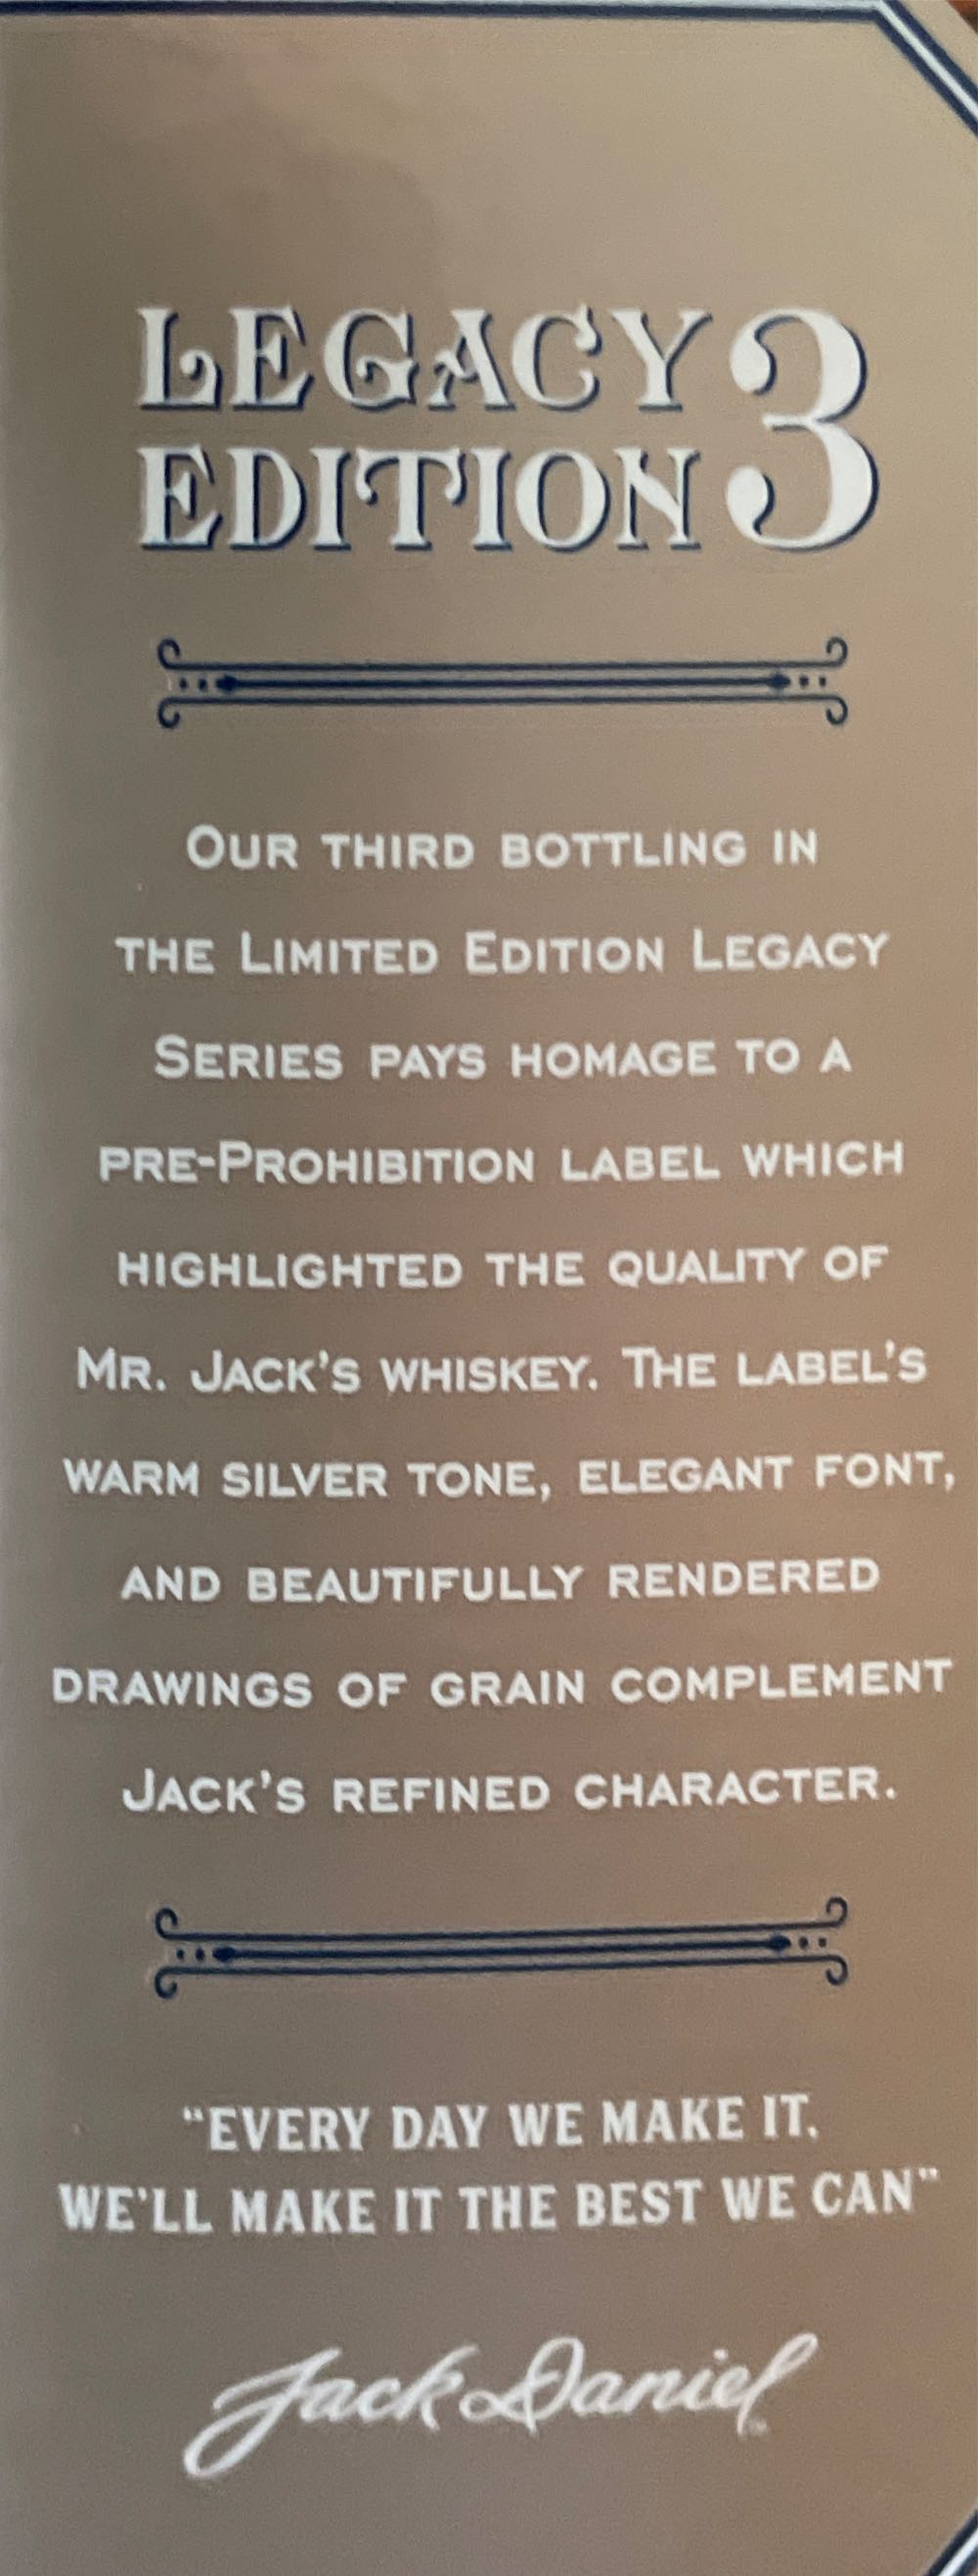 LEGACY
EDITION 3
OUR THIRD BOTTLING IN
THE LIMITED EDITION LEGACY
SERIES PAYS HOMAGE TO A
PRE-PROHIBITION LABEL WHICH
HIGHLIGHTED THE QUALITY OF
MR. JACK'S WHISKEY. THE LABEL'S
WARM SILVER TONE, ELEGANT FONT,
AND BEAUTIFULLY RENDERED
DRAWINGS OF GRAIN COMPLEMENT
JACK'S REFINED CHARACTER.
"EVERY DAY WE MAKE IT,
WE'LL MAKE IT THE BEST WE CAN"
Jack Daniel